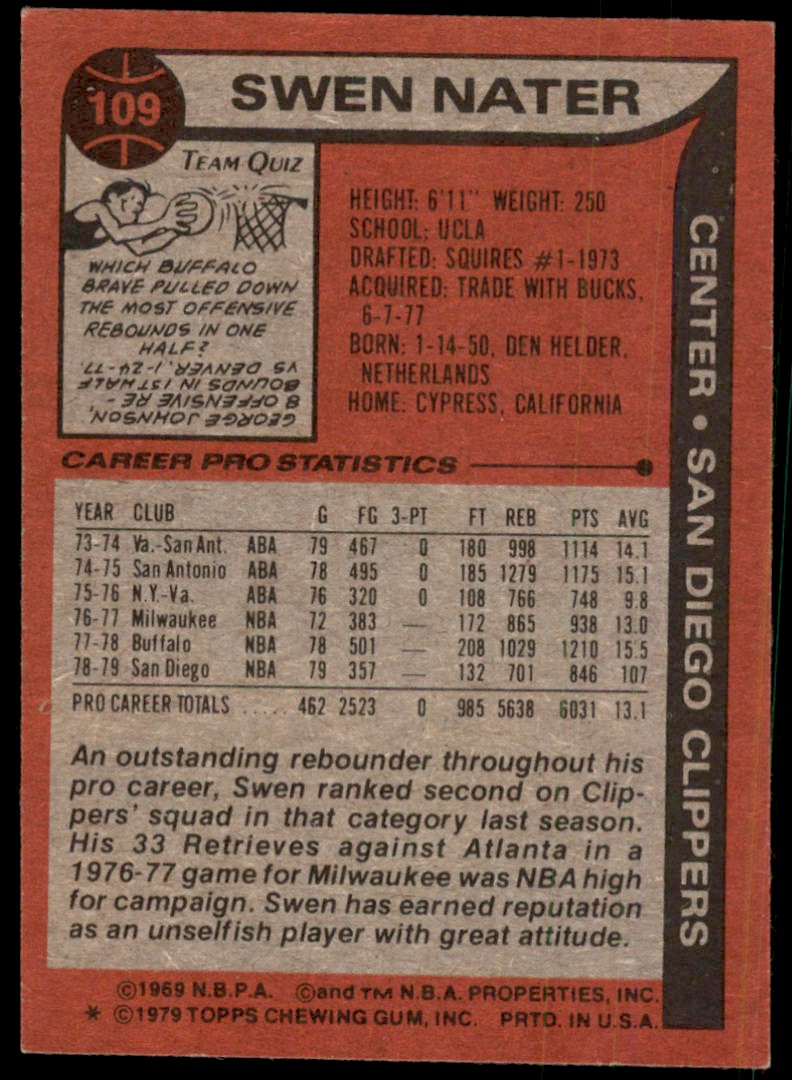 109
SWEN NATER
TEAM QUIZ
WHICH BUFFALO
BRAVE PULLED DOWN
THE MOST OFFENSIVE
REBOUNDS IN ONE
HALF?
GEORGE JOHNSON,
8 OFFENSIVE RE-
BOUNDS IN 1ST HALF
VS DENVER, 1-24-77.
HEIGHT: 6'11" WEIGHT: 250
SCHOOL: UCLA
DRAFTED: SQUIRES #1-1973
ACQUIRED: TRADE WITH BUCKS,
6-7-77
BORN: 1-14-50, DEN HELDER,
NETHERLANDS
HOME: CYPRESS, CALIFORNIA
CENTER • SAN DIEGO CLIPPERS
CAREER PRO STATISTICS
YEAR CLUB G FG 3-PT FT REB PTS AVG
73-74 Va.-San Ant. ABA 79 467 0 180 998 1114 14.1
74-75 San Antonio ABA 78 495 0 185 1279 1175 15.1
75-76 N.Y.-Va. ABA 76 320 0 108 766 748 9.8
76-77 Milwaukee NBA 72 383 — 172 865 938 13.0
77-78 Buffalo NBA 78 501 — 208 1029 1210 15.5
78-79 San Diego NBA 79 357 — 132 701 846 107
PRO CAREER TOTALS ..... 462 2523 0 985 5638 6031 13.1
An outstanding rebounder throughout his
pro career, Swen ranked second on Clip-
pers' squad in that category last season.
His 33 Retrieves against Atlanta in a
1976-77 game for Milwaukee was NBA high
for campaign. Swen has earned reputation
as an unselfish player with great attitude.
©1969 N.B.P.A. ©and TM N.B.A. PROPERTIES, INC.
* ©1979 TOPPS CHEWING GUM, INC. PRTD. IN U.S.A.